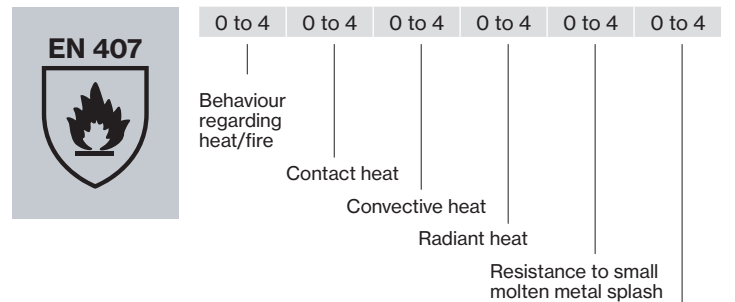 EN 407
0 to 4 0 to 4 0 to 4 0 to 4 0 to 4 0 to 4
Behaviour
regarding
heat/fire
Contact heat
Convective heat
Radiant heat
Resistance to small
molten metal splash